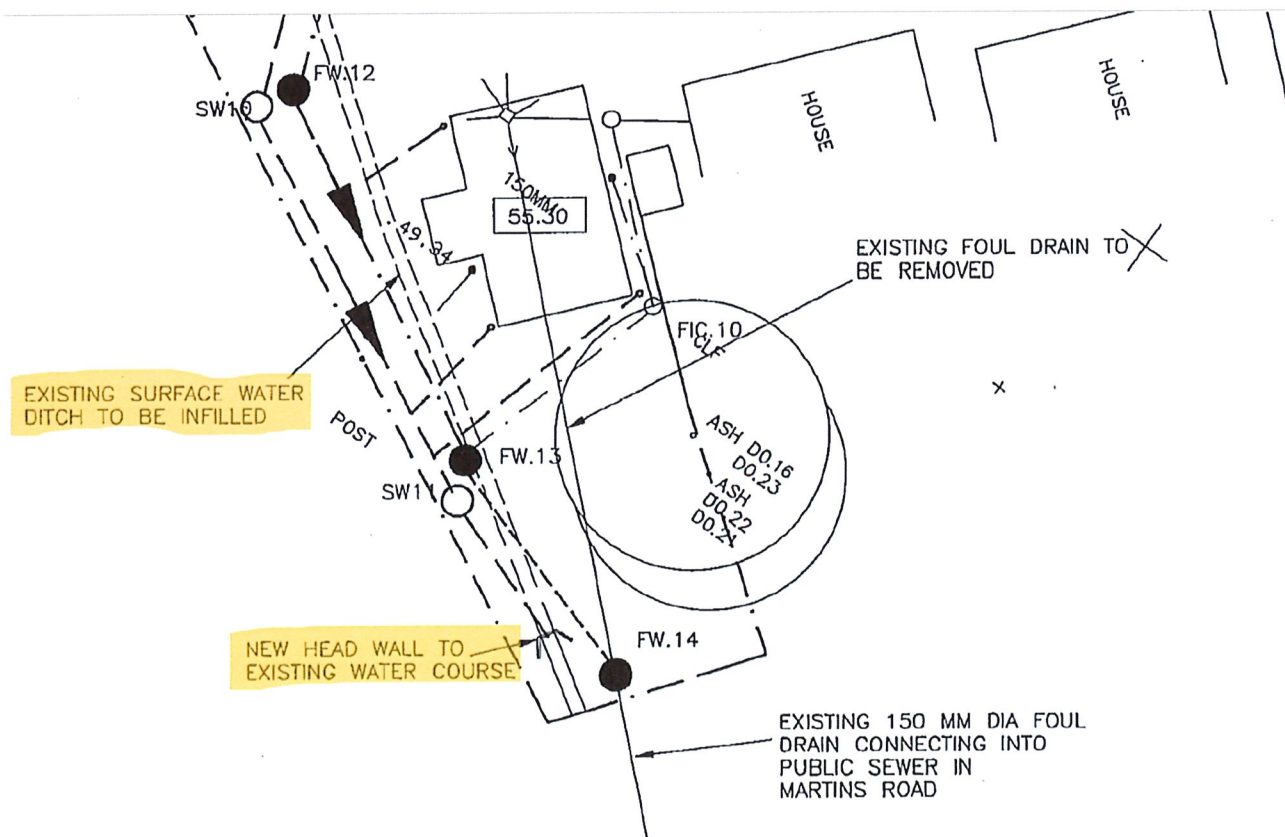 FW.12
SW10
HOUSE
HOUSE
150MM
55.30
49.34
EXISTING FOUL DRAIN TO
BE REMOVED
FIC.10
CLF
EXISTING SURFACE WATER
DITCH TO BE INFILLED
POST
FW.13
SW11
ASH D0.16
D0.23
ASH
D0.22
D0.21
NEW HEAD WALL TO
EXISTING WATER COURSE
FW.14
EXISTING 150 MM DIA FOUL
DRAIN CONNECTING INTO
PUBLIC SEWER IN
MARTINS ROAD